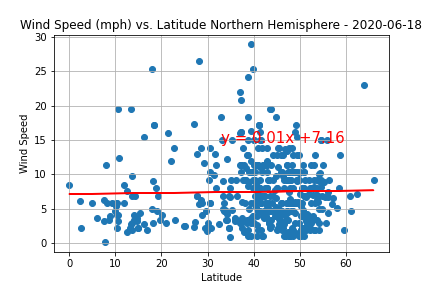 Wind Speed (mph) vs. Latitude Northern Hemisphere - 2020-06-18
30
25
20
15
10
5
0
Wind Speed
y = 0.01x +7.16
0 10 20 30 40 50 60
Latitude